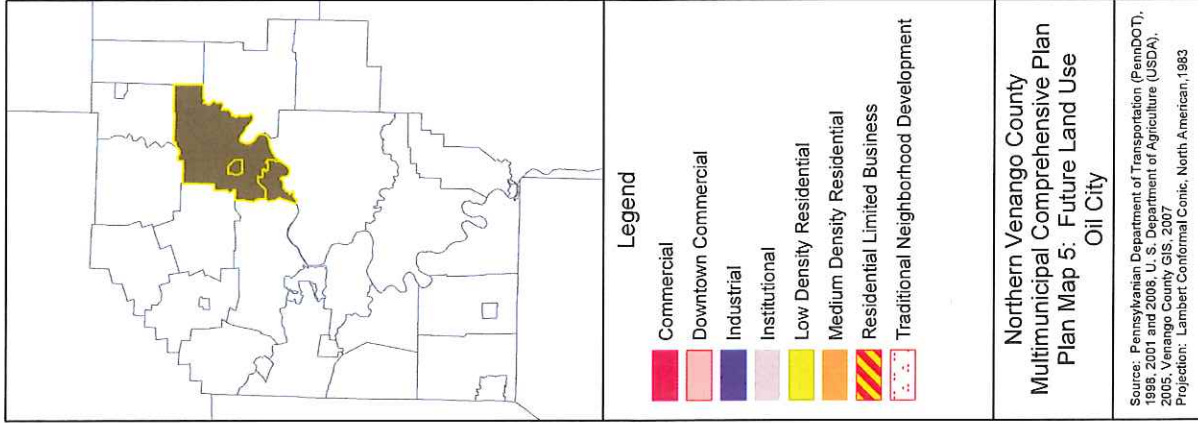 Legend
Commercial
Downtown Commercial
Industrial
Institutional
Low Density Residential
Medium Density Residential
Residential Limited Business
Traditional Neighborhood Development
Northern Venango County
Multimunicipal Comprehensive Plan
Plan Map 5: Future Land Use
Oil City
Source: Pennsylvanian Department of Transportation (PennDOT),
1998, 2001 and 2008, U. S. Department of Agriculture (USDA),
2005, Venango County GIS, 2007
Projection: Lambert Conformal Conic, North American,1983